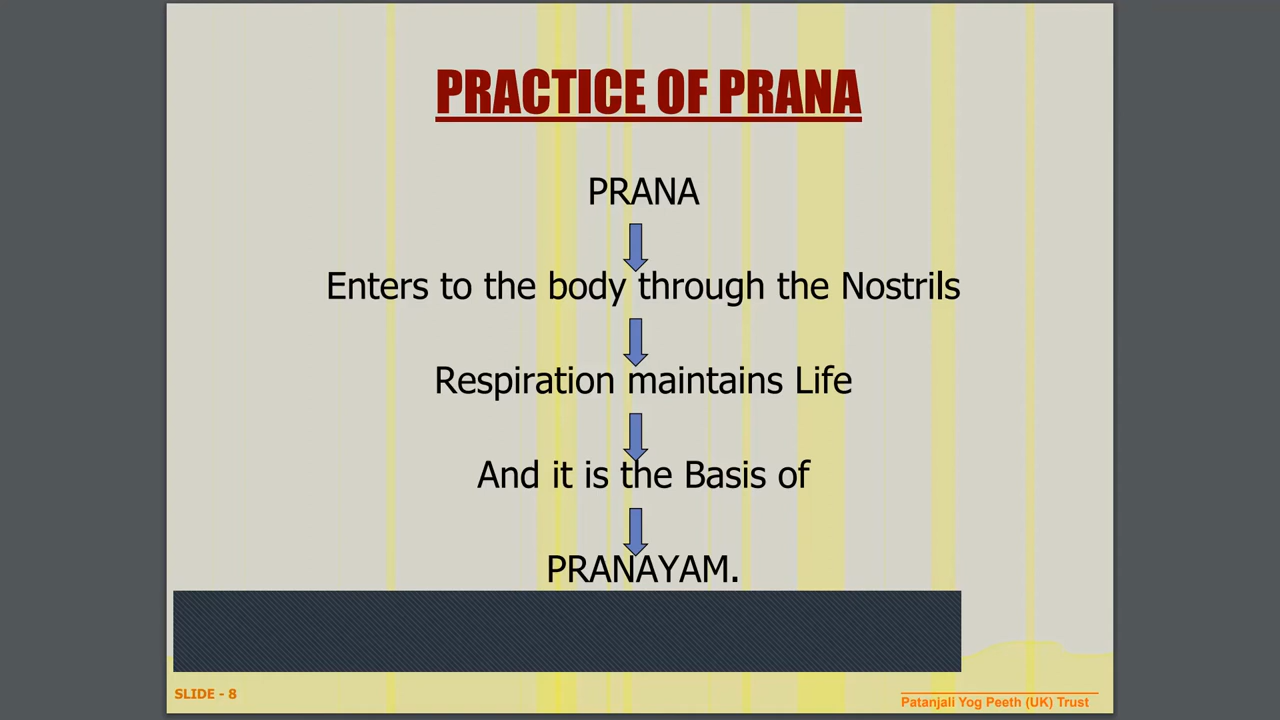 PRACTICE OF PRANA
PRANA
Enters to the body through the Nostrils
Respiration maintains Life
And it is the Basis of
PRANAYAM.
SLIDE - 8
Patanjali Yog Peeth (UK) Trust